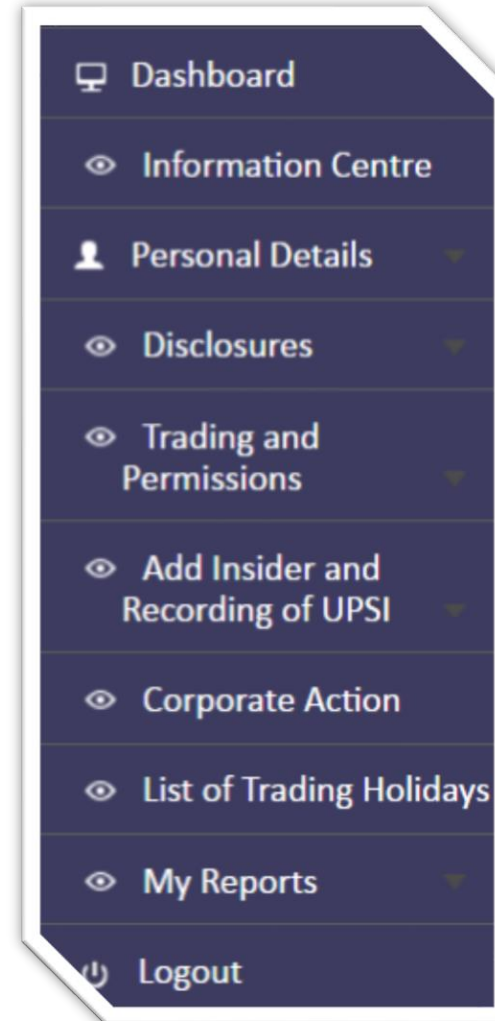 Dashboard
Information Centre
Personal Details
Disclosures
Trading and
Permissions
Add Insider and
Recording of UPSI
Corporate Action
List of Trading Holidays
My Reports
Logout